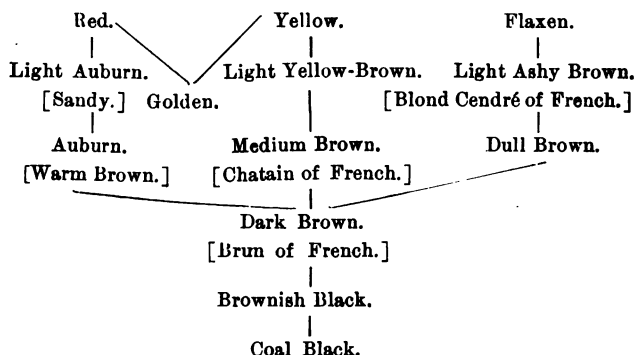 Red. Yellow. Flaxen.
Light Auburn. Light Yellow-Brown. Light Ashy Brown.
[Sandy.] Golden. [Blond Cendré of French.]
Auburn. Medium Brown. Dull Brown.
[Warm Brown.] [Chatain of French.]
Dark Brown.
[Brun of French.]
Brownish Black.
Coal Black.